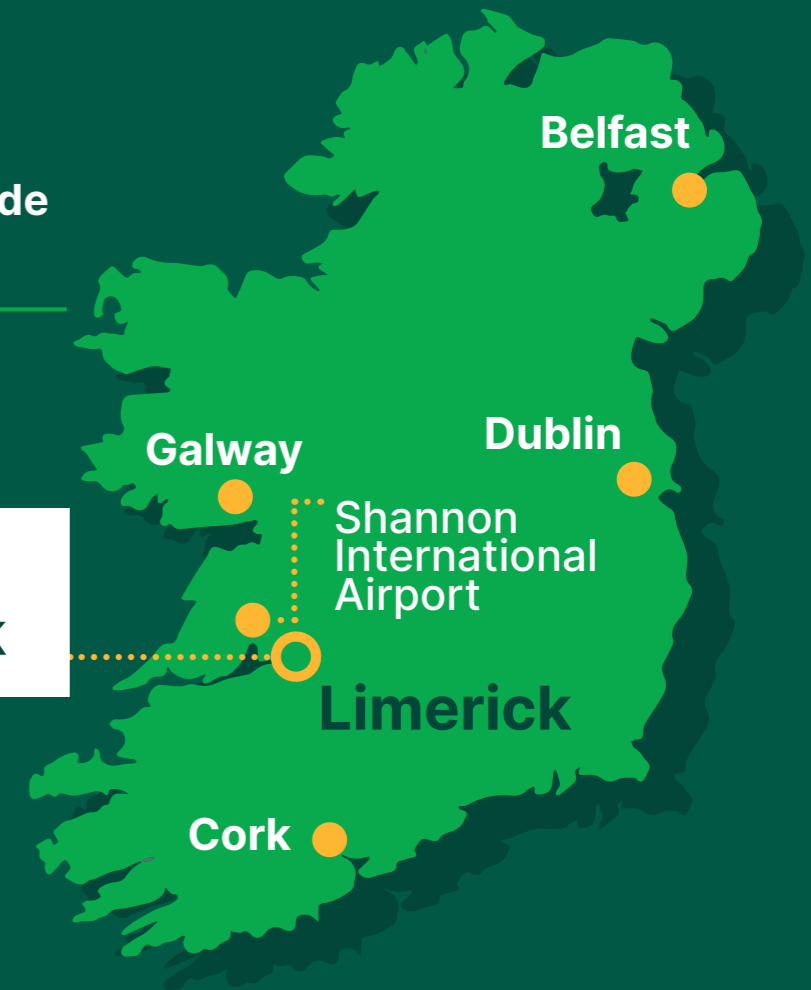 Belfast
de
Dublin
Galway
Shannon
International
Airport
k
Limerick
Cork